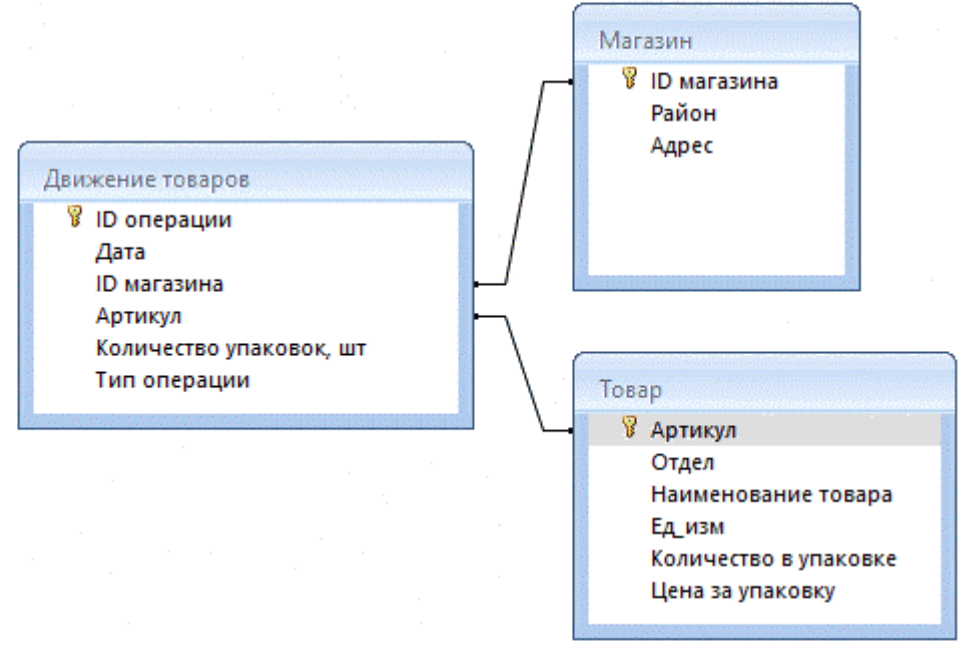 Магазин
ID магазина
Район
Адрес
Движение товаров
ID операции
Дата
ID магазина
Артикул
Количество упаковок, шт
Тип операции
Товар
Артикул
Отдел
Наименование товара
Ед_изм
Количество в упаковке
Цена за упаковку